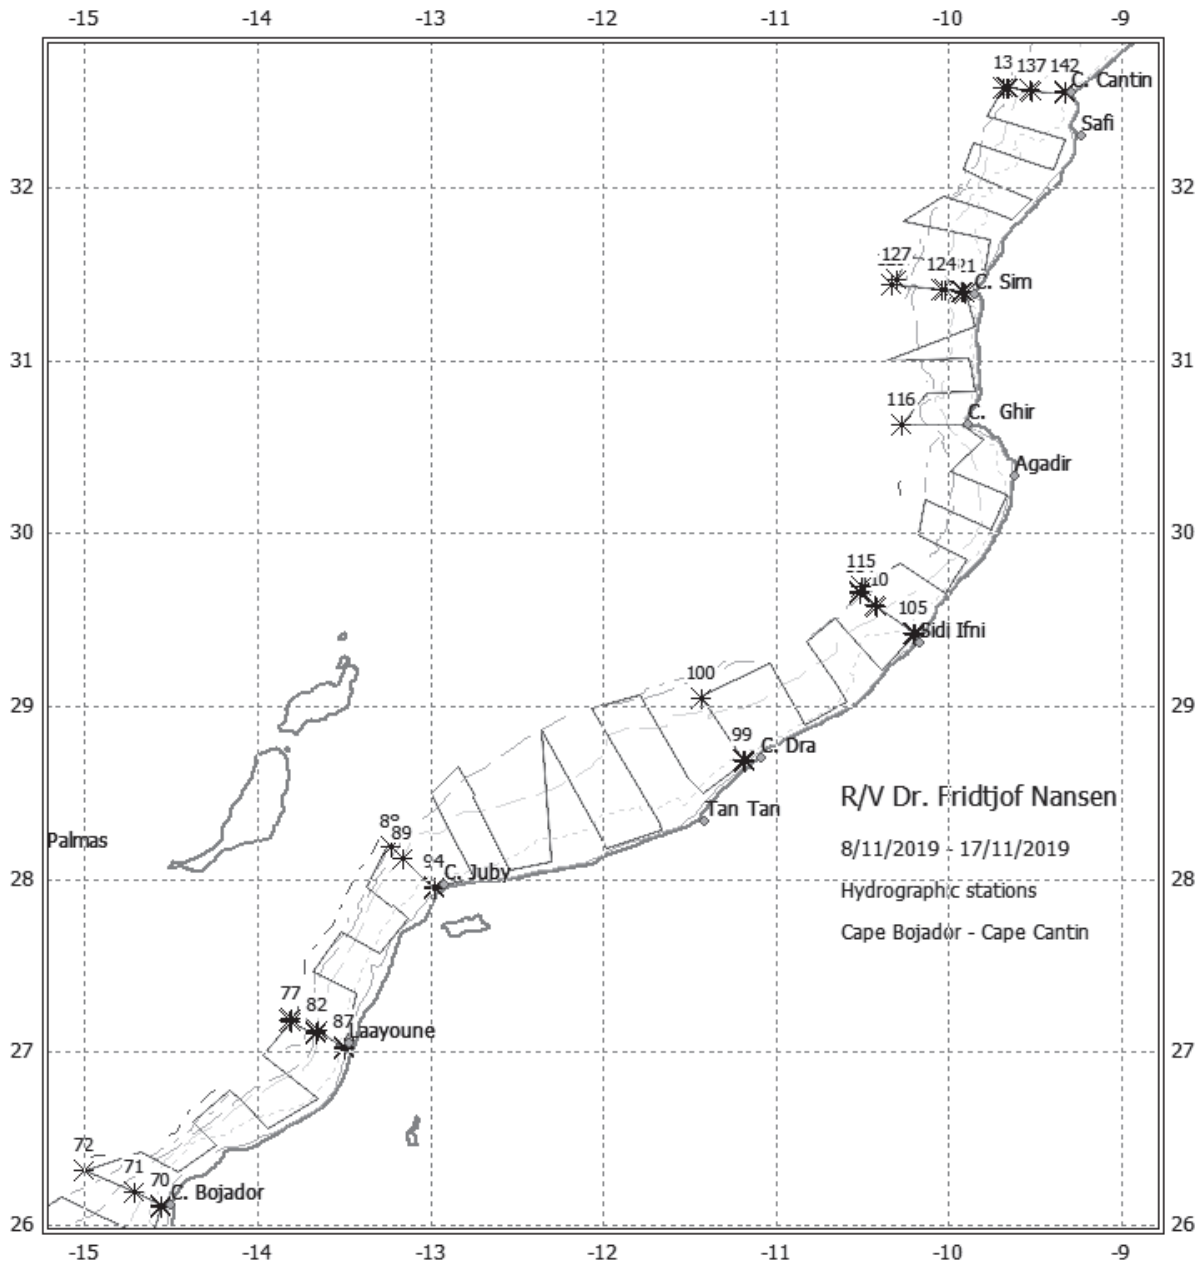 -15 -14 -13 -12 -11 -10 -9
13 137 142
C. Cantin
Safi
32 32
127 124 21
C. Sim
31 31
116
C. Ghir
Agadir
30 30
115 10
105
Sidi Ifni
29 29
100
99
C. Dra
Tan Tan
R/V Dr. Fridtjof Nansen
Palmas
8/11/2019 - 17/11/2019
89
94
C. Juby
28 28
Hydrographic stations
Cape Bojador - Cape Cantin
77
82
87
Laayoune
27 27
72
71
70
C. Bojador
26 26
-15 -14 -13 -12 -11 -10 -9